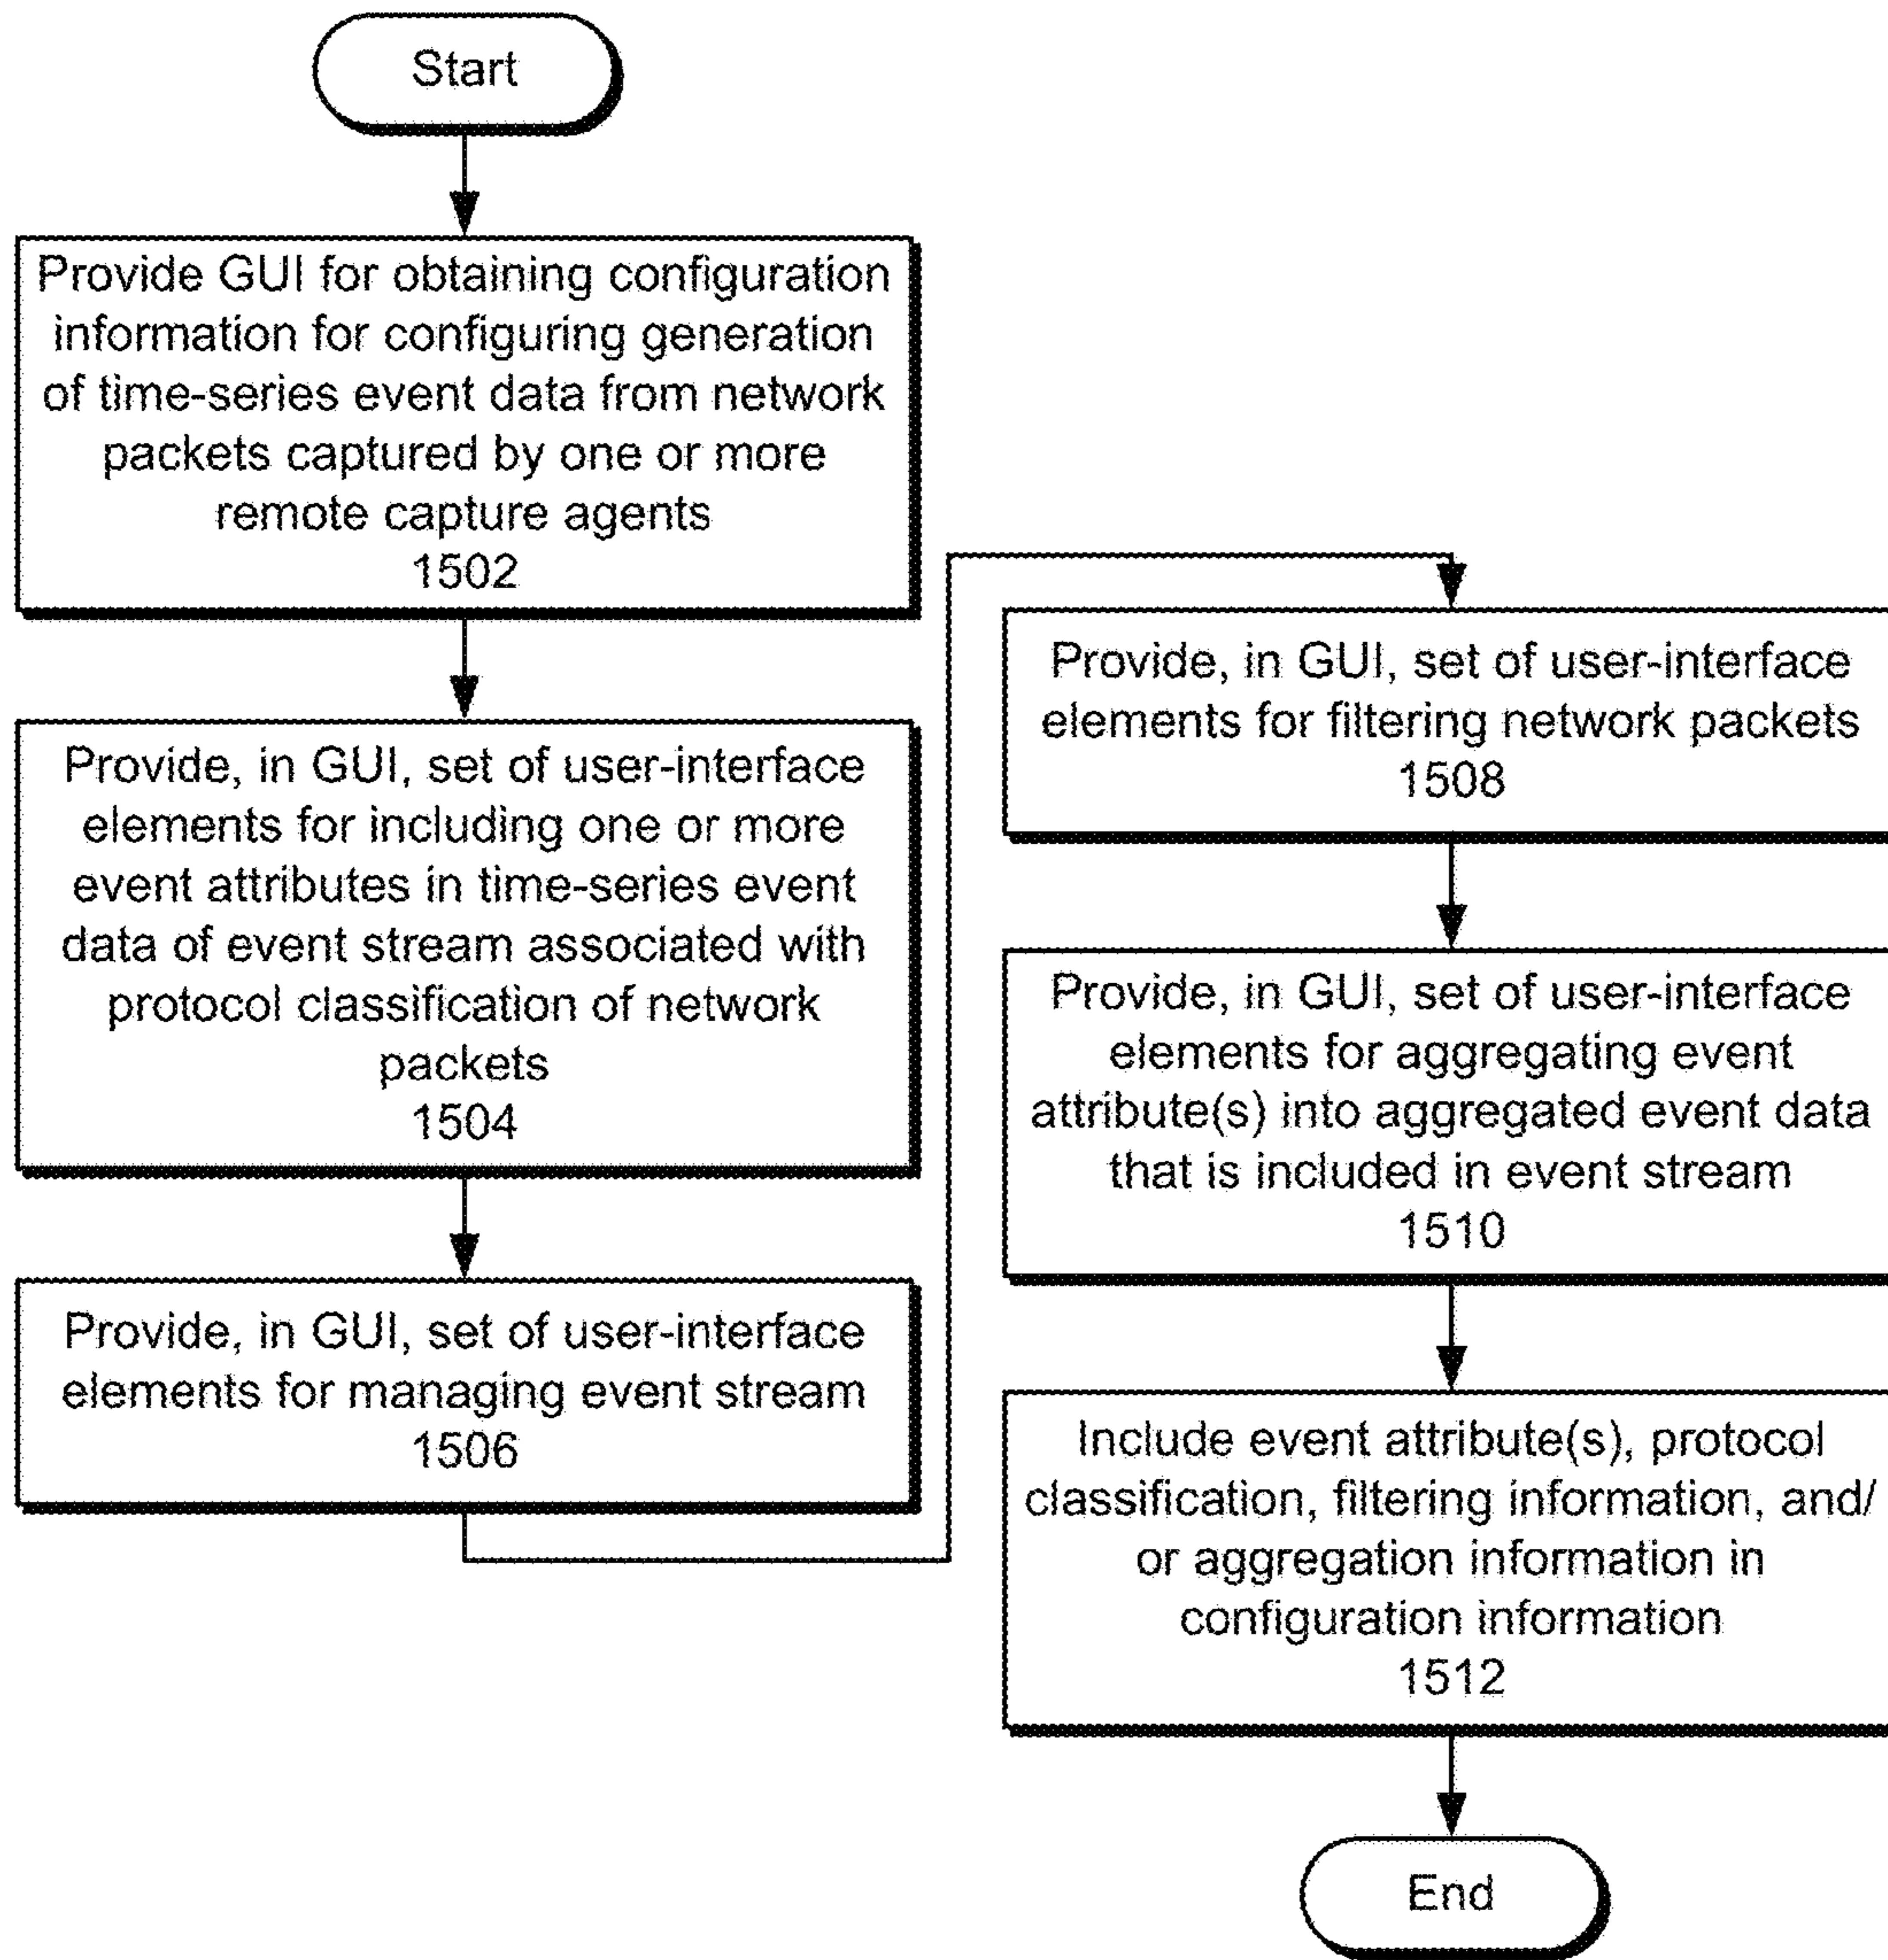 Start
Provide GUI for obtaining configuration
information for configuring generation
of time-series event data from network
packets captured by one or more
remote capture agents
1502
Provide, in GUI, set of user-interface
elements for including one or more
event attributes in time-series event
data of event stream associated with
protocol classification of network
packets
1504
Provide, in GUI, set of user-interface
elements for managing event stream
1506
Provide, in GUI, set of user-interface
elements for filtering network packets
1508
Provide, in GUI, set of user-interface
elements for aggregating event
attribute(s) into aggregated event data
that is included in event stream
1510
Include event attribute(s), protocol
classification, filtering information, and/
or aggregation information in
configuration information
1512
End